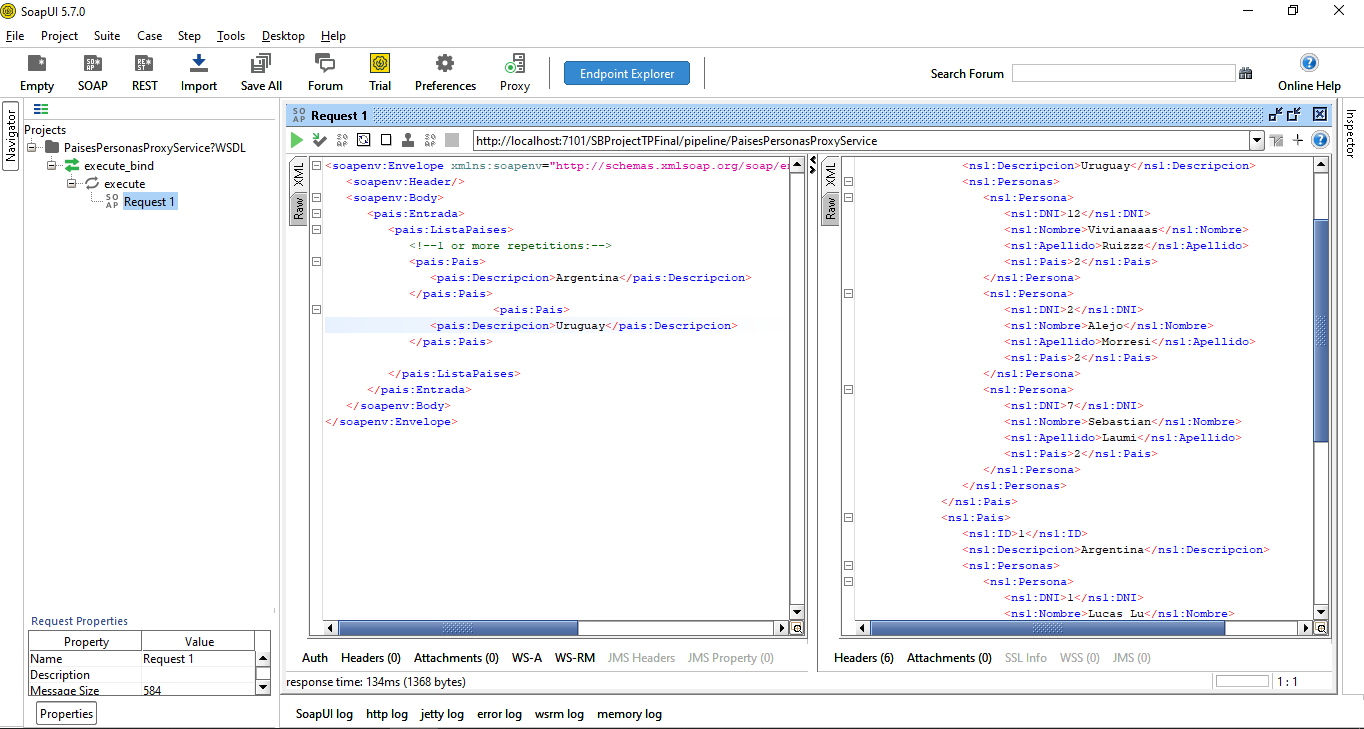 SoapUI 5.7.0
File Project Suite Case Step Tools Desktop Help
Empty SOAP REST Import Save All Forum Trial Preferences Proxy
Endpoint Explorer
Search Forum
Online Help
Navigator
Projects
PaisesPersonasProxyService?WSDL
execute_bind
execute
Request 1
Request Properties
Property Value
Name Request 1
Description
Message Size 584
Properties
Request 1
http://localhost:7101/SBProjectTPFinal/pipeline/PaisesPersonasProxyService
XML
Raw
<soapenv:Envelope xmlns:soapenv="http://schemas.xmlsoap.org/soap/en
<soapenv:Header/>
<soapenv:Body>
<pais:Entrada>
<pais:ListaPaises>
<!--1 or more repetitions:-->
<pais:Pais>
<pais:Descripcion>Argentina</pais:Descripcion>
</pais:Pais>
<pais:Pais>
<pais:Descripcion>Uruguay</pais:Descripcion>
</pais:Pais>
</pais:ListaPaises>
</pais:Entrada>
</soapenv:Body>
</soapenv:Envelope>
XML
Raw
<ns1:Descripcion>Uruguay</ns1:Descripcion>
<ns1:Personas>
<ns1:Persona>
<ns1:DNI>12</ns1:DNI>
<ns1:Nombre>Vivianaaas</ns1:Nombre>
<ns1:Apellido>Ruizzz</ns1:Apellido>
<ns1:Pais>2</ns1:Pais>
</ns1:Persona>
<ns1:Persona>
<ns1:DNI>2</ns1:DNI>
<ns1:Nombre>Alejo</ns1:Nombre>
<ns1:Apellido>Morresi</ns1:Apellido>
<ns1:Pais>2</ns1:Pais>
</ns1:Persona>
<ns1:Persona>
<ns1:DNI>7</ns1:DNI>
<ns1:Nombre>Sebastian</ns1:Nombre>
<ns1:Apellido>Laumi</ns1:Apellido>
<ns1:Pais>2</ns1:Pais>
</ns1:Persona>
</ns1:Personas>
</ns1:Pais>
<ns1:Pais>
<ns1:ID>1</ns1:ID>
<ns1:Descripcion>Argentina</ns1:Descripcion>
<ns1:Personas>
<ns1:Persona>
<ns1:DNI>1</ns1:DNI>
<ns1:Nombre>Lucas Lu</ns1:Nombre>
Inspector
Auth Headers (0) Attachments (0) WS-A WS-RM JMS Headers JMS Property (0)
Headers (6) Attachments (0) SSL Info WSS (0) JMS (0)
response time: 134ms (1368 bytes)
1 : 1
SoapUI log http log jetty log error log wsrm log memory log